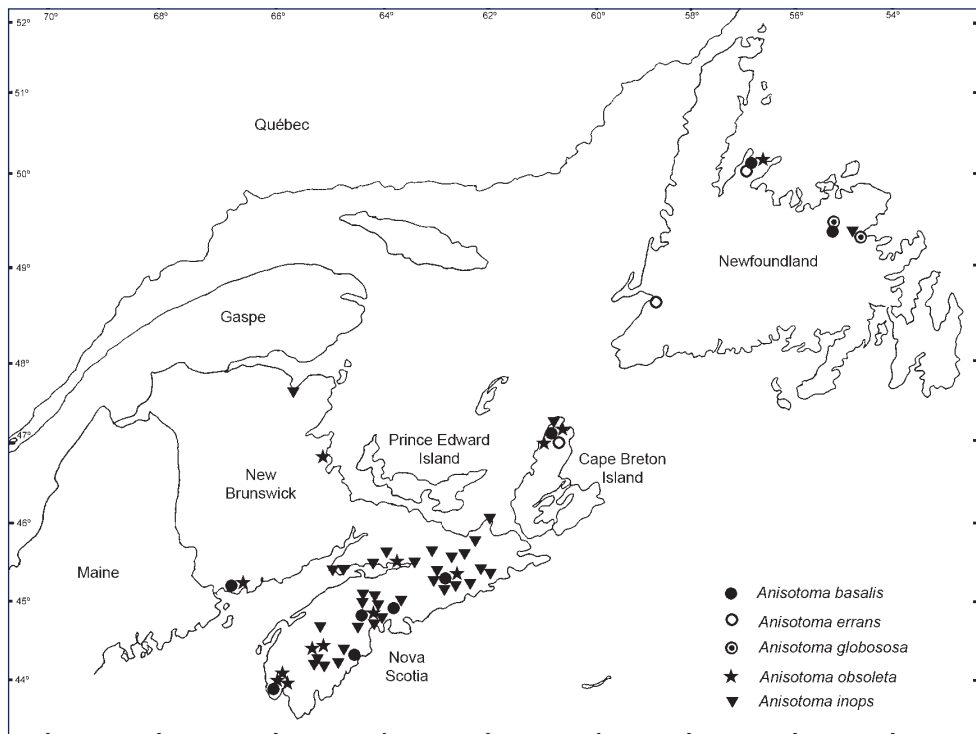 70° 68° 66° 64° 62° 60° 58° 56° 54°
52°
51°
Québec
50°
49°
Newfoundland
Gaspe
48°
47°
Prince Edward
Island
Cape Breton
Island
New
Brunswick
46°
Maine
45°
Nova
Scotia
44°
Anisotoma basalis
Anisotoma errans
Anisotoma globososa
Anisotoma obsoleta
Anisotoma inops